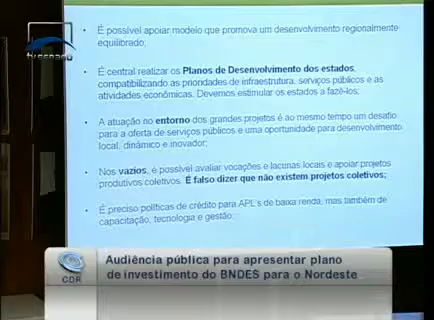 • É possível apoiar modelo que promova um desenvolvimento regionalmente
equilibrado;
• É central realizar os Planos de Desenvolvimento dos estados,
compatibilizando as prioridades de infraestrutura, serviços públicos e as
atividades econômicas. Devemos estimular os estados a fazê-los;
• A atuação no entorno dos grandes projetos é ao mesmo tempo um desafio
para a oferta de serviços públicos e uma oportunidade para desenvolvimento
local, dinâmico e inovador;
• Nos vazios, é possível avaliar vocações e lacunas locais e apoiar projetos
produtivos coletivos. É falso dizer que não existem projetos coletivos;
• É preciso políticas de crédito para APL's de baixa renda, mas também de
capacitação, tecnologia e gestão.
tv senado
CDR
Audiência pública para apresentar plano
de investimento do BNDES para o Nordeste